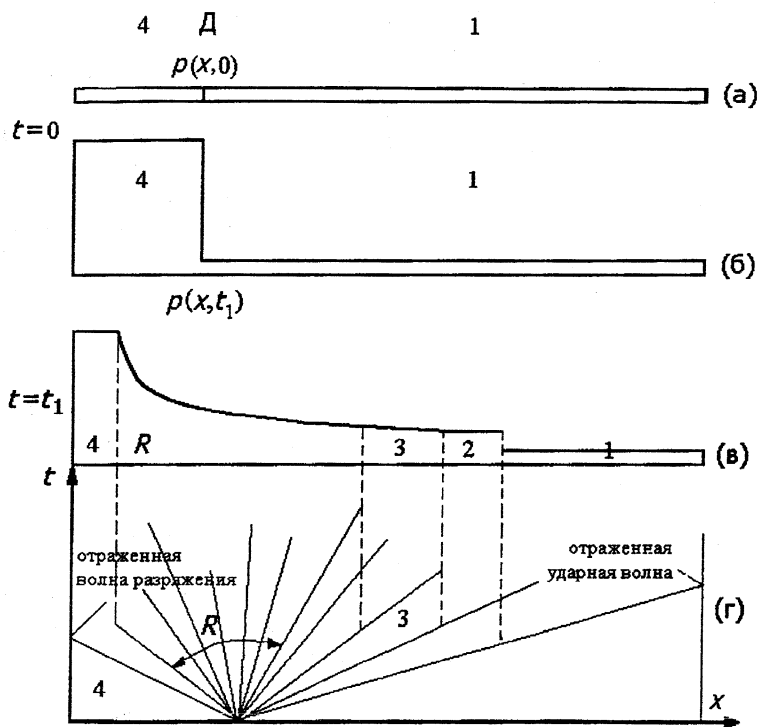 4 Д 1
p(x,0)
(а)
t=0
4 1
(б)
p(x,t₁)
t=t₁
4 R 3 2 1
(в)
t
отраженная
волна разряжения
отраженная
ударная волна
R
3
(г)
4
x